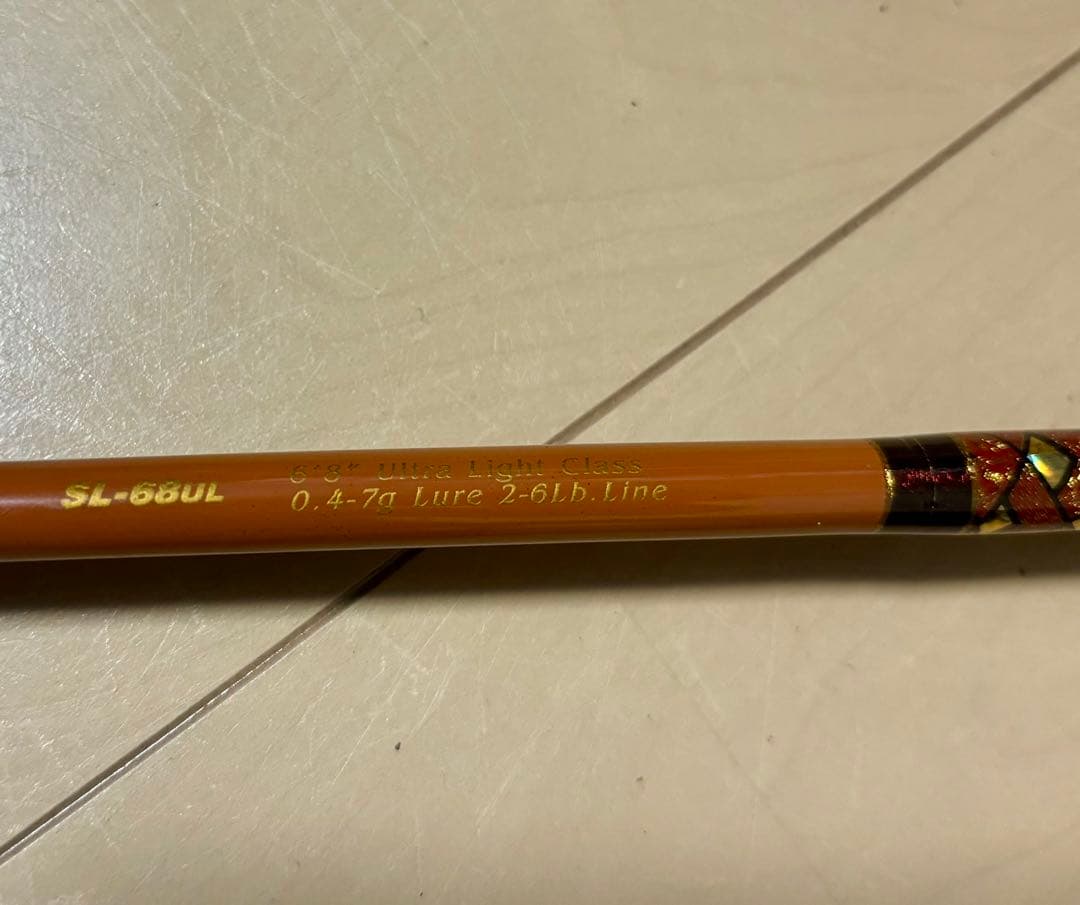 SL-68UL
6'8" Ultra Light Class
0.4-7g Lure 2-6Lb.Line